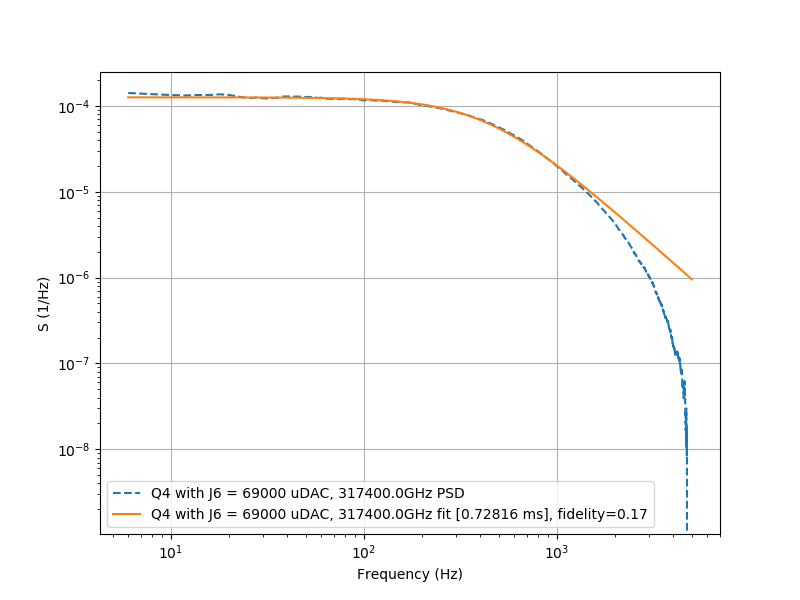 S (1/Hz)
10⁻⁴
10⁻⁵
10⁻⁶
10⁻⁷
10⁻⁸
Q4 with J6 = 69000 uDAC, 317400.0GHz PSD
Q4 with J6 = 69000 uDAC, 317400.0GHz fit [0.72816 ms], fidelity=0.17
10¹ 10² 10³
Frequency (Hz)